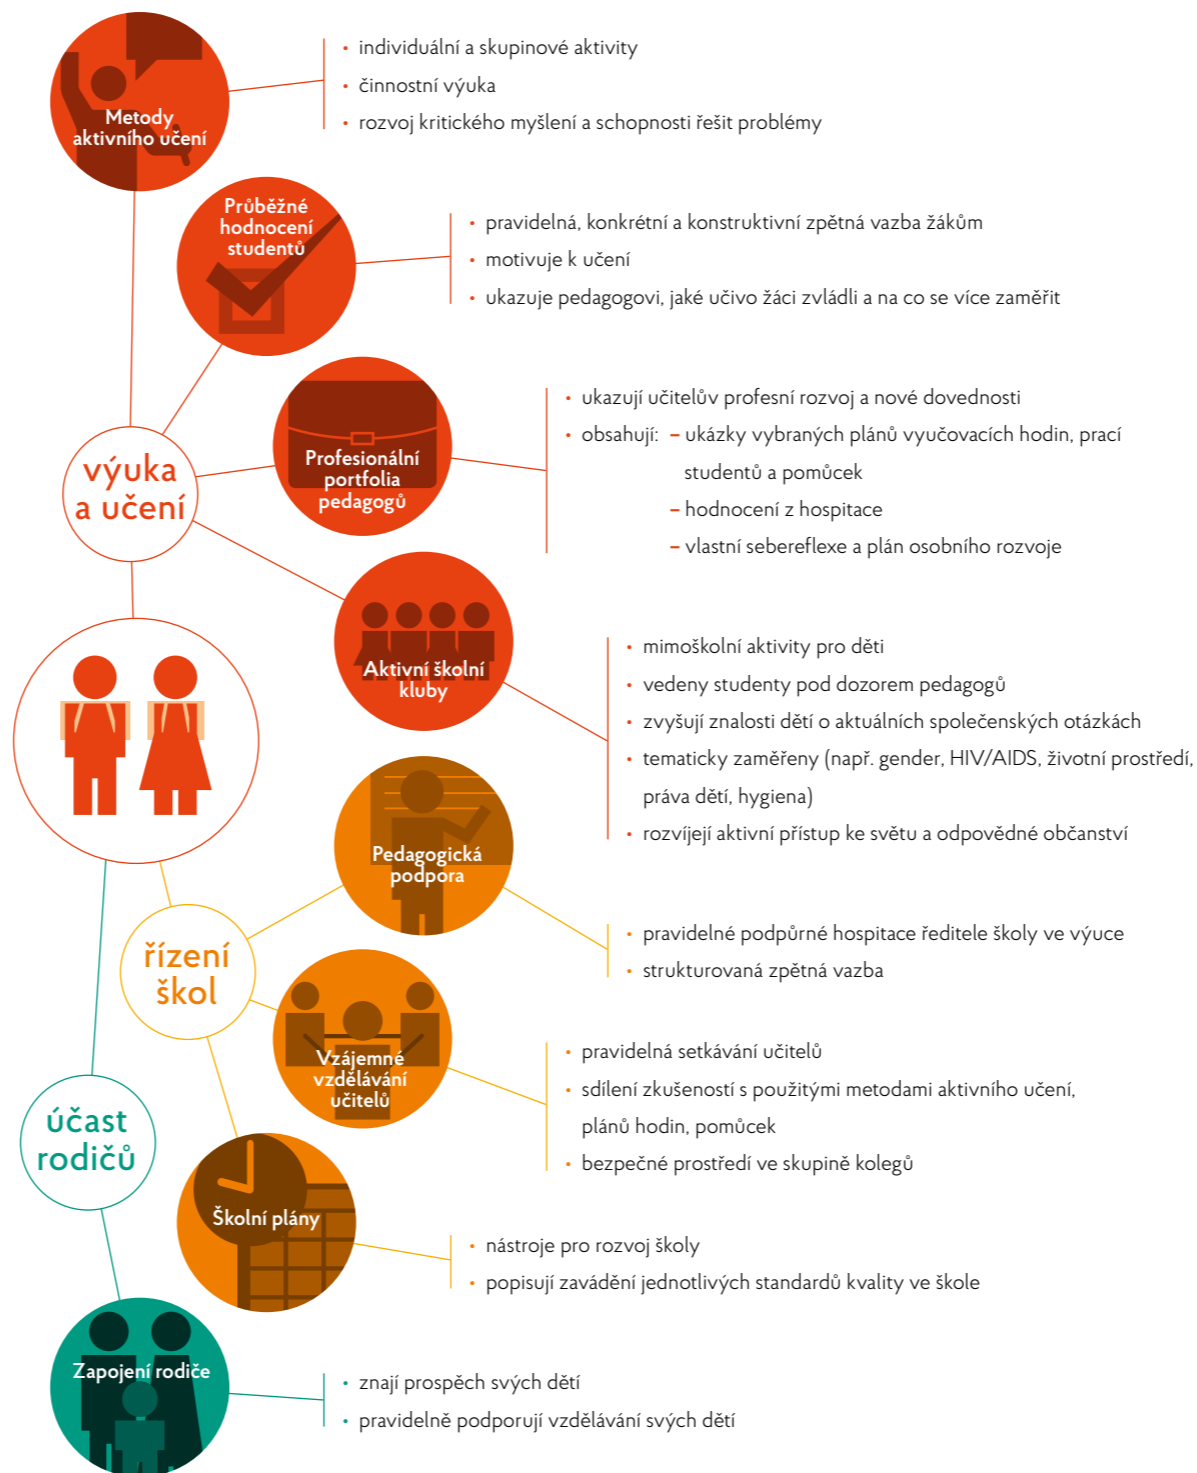 Metody
aktivního učení
• individuální a skupinové aktivity
• činnostní výuka
• rozvoj kritického myšlení a schopnosti řešit problémy
Průběžné
hodnocení
studentů
• pravidelná, konkrétní a konstruktivní zpětná vazba žákům
• motivuje k učení
• ukazuje pedagogovi, jaké učivo žáci zvládli a na co se více zaměřit
výuka
a učení
Profesionální
portfolia
pedagogů
• ukazují učitelův profesní rozvoj a nové dovednosti
• obsahují: – ukázky vybraných plánů vyučovacích hodin, prací
studentů a pomůcek
– hodnocení z hospitace
– vlastní sebereflexe a plán osobního rozvoje
Aktivní školní
kluby
• mimoškolní aktivity pro děti
• vedeny studenty pod dozorem pedagogů
• zvyšují znalosti dětí o aktuálních společenských otázkách
• tematicky zaměřeny (např. gender, HIV/AIDS, životní prostředí,
práva dětí, hygiena)
• rozvíjejí aktivní přístup ke světu a odpovědné občanství
Pedagogická
podpora
• pravidelné podpůrné hospitace ředitele školy ve výuce
• strukturovaná zpětná vazba
řízení
škol
Vzájemné
vzdělávání
učitelů
• pravidelná setkávání učitelů
• sdílení zkušeností s použitými metodami aktivního učení,
plánů hodin, pomůcek
• bezpečné prostředí ve skupině kolegů
účast
rodičů
Školní plány
• nástroje pro rozvoj školy
• popisují zavádění jednotlivých standardů kvality ve škole
Zapojení rodiče
• znají prospěch svých dětí
• pravidelně podporují vzdělávání svých dětí